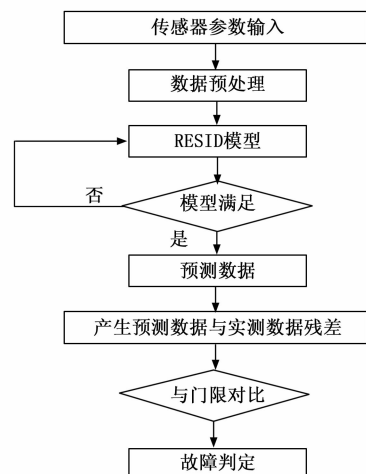 传感器参数输入
数据预处理
RESID模型
模型满足
否
是
预测数据
产生预测数据与实测数据残差
与门限对比
故障判定